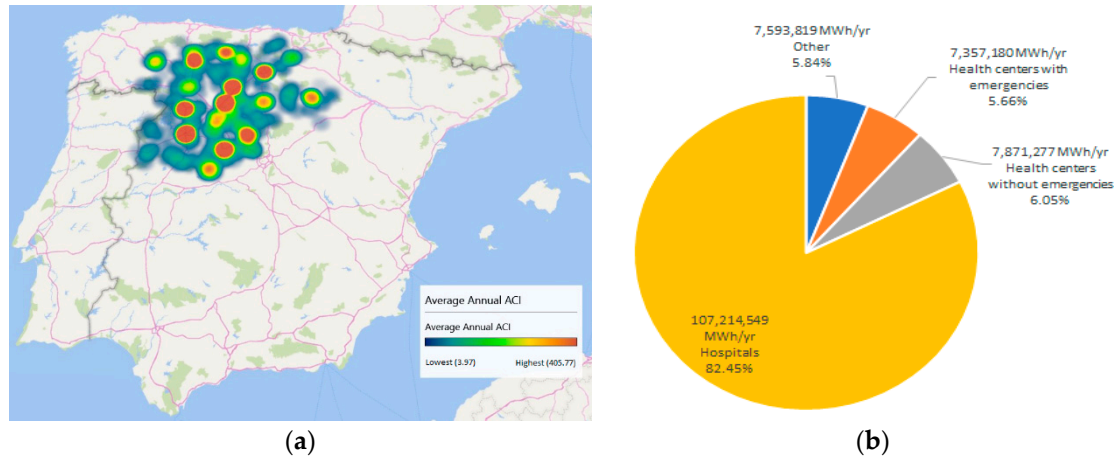 Average Annual ACI
Average Annual ACI
Lowest (3.97) Highest (405.77)
(a)
7,593,819 MWh/yr
Other
5.84%
7,357,180 MWh/yr
Health centers with
emergencies
5.66%
7,871,277 MWh/yr
Health centers
without emergencies
6.05%
107,214,549
MWh/yr
Hospitals
82.45%
(b)